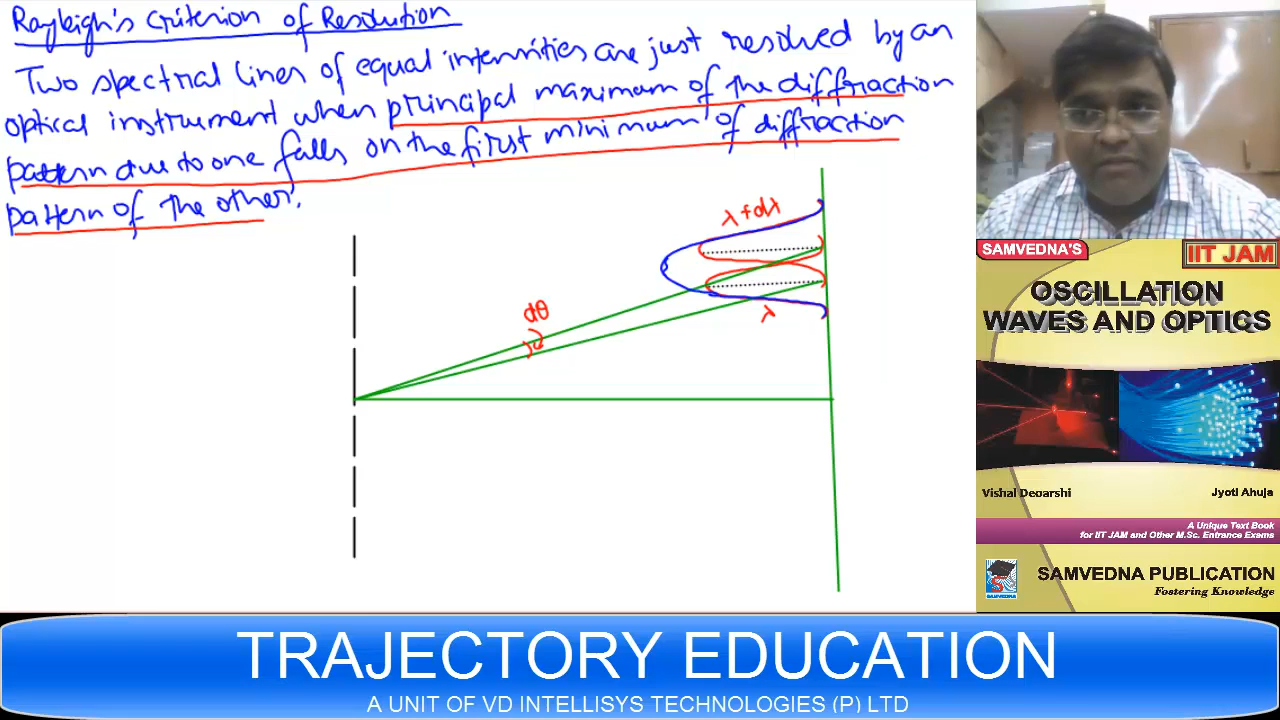 Rayleigh's Criterion of Resolution
Two spectral lines of equal intensities are just resolved by an
optical instrument when principal maximum of the diffraction
pattern due to one falls on the first minimum of diffraction
pattern of the other.
λ+dλ
dθ
λ
SAMVEDNA'S
IIT JAM
OSCILLATION
WAVES AND OPTICS
Vishal Deoarshi
Jyoti Ahuja
A Unique Text Book
for IIT JAM and Other M.Sc. Entrance Exams
SAMVEDNA PUBLICATION
Fostering Knowledge
TRAJECTORY EDUCATION
A UNIT OF VD INTELLISYS TECHNOLOGIES (P) LTD